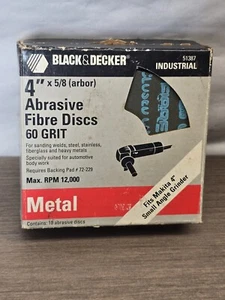 BLACK&DECKER
51387
INDUSTRIAL
4" x 5/8 (arbor)
Abrasive
Fibre Discs
60 GRIT
For sanding welds, steel, stainless,
fiberglass and heavy metals
Specially suited for automotive
body work
Requires Backing Pad # 72-229
Max. RPM 12,000
Metal
Fits Makita 4"
Small Angle Grinder
Contains: 10 abrasive discs